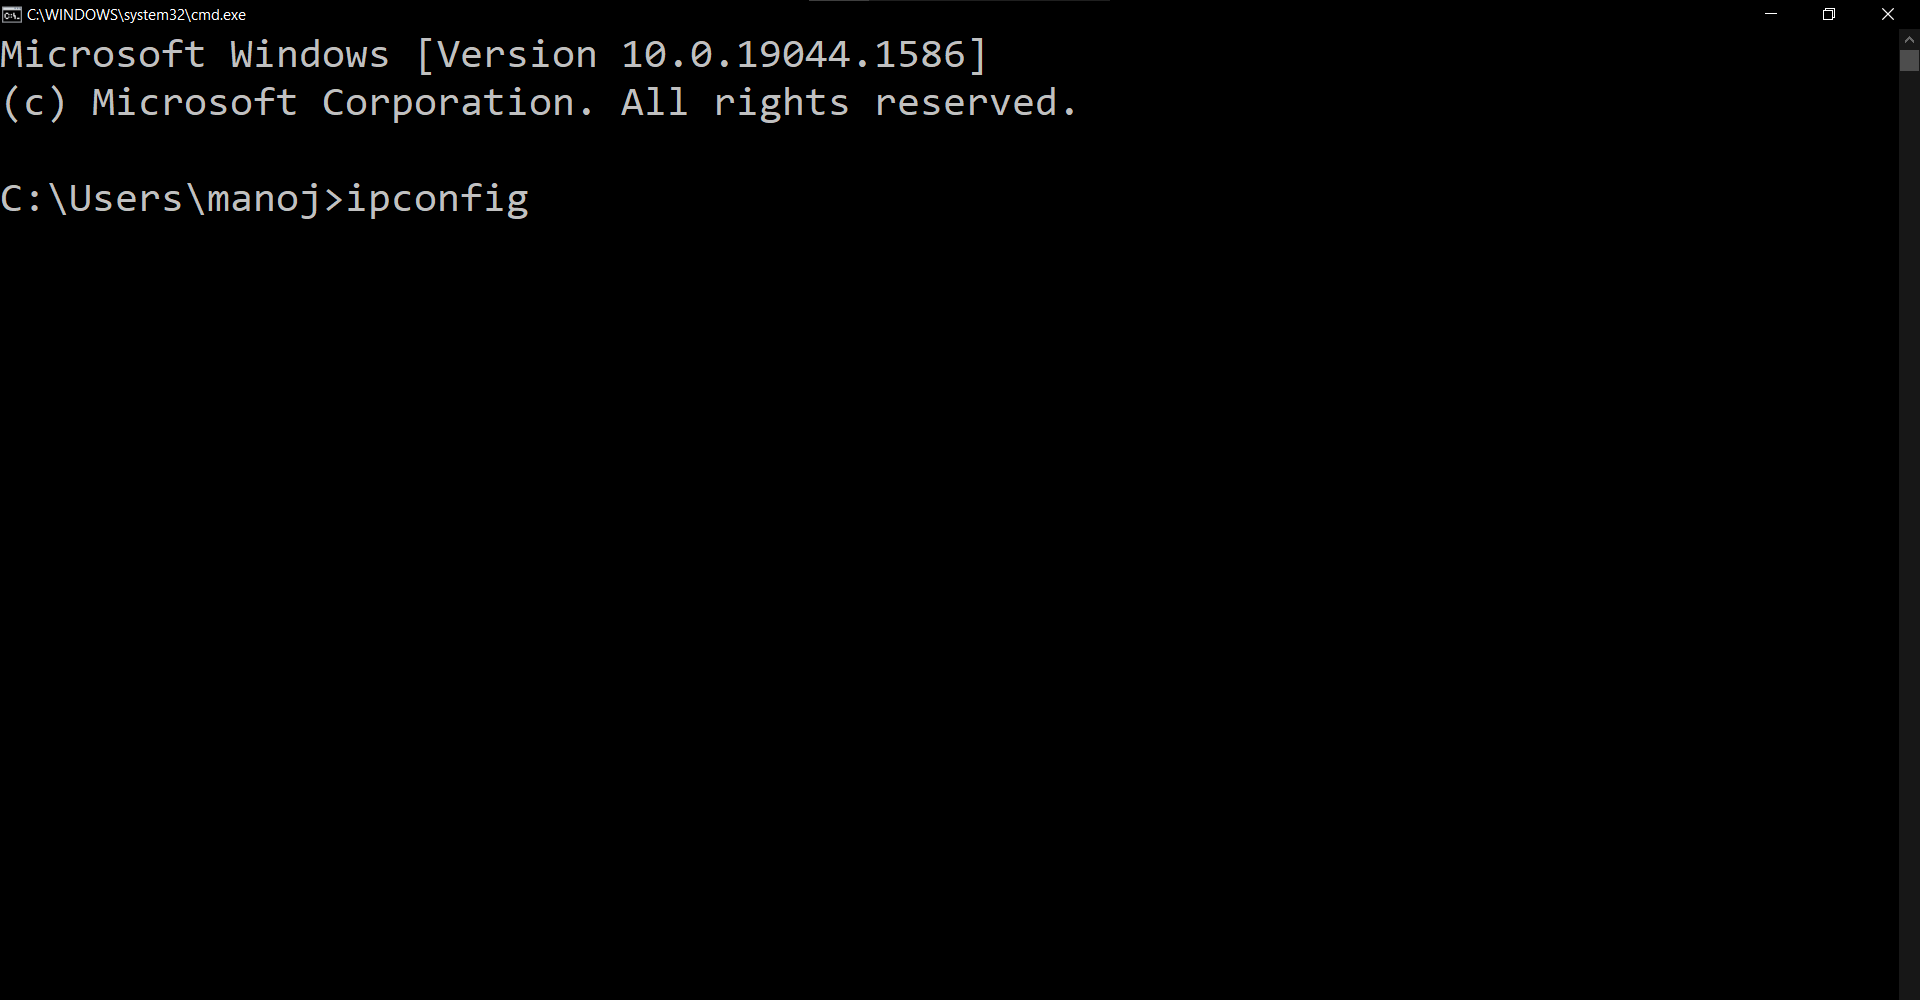 C:\WINDOWS\system32\cmd.exe
Microsoft Windows [Version 10.0.19044.1586]
(c) Microsoft Corporation. All rights reserved.
C:\Users\manoj>ipconfig